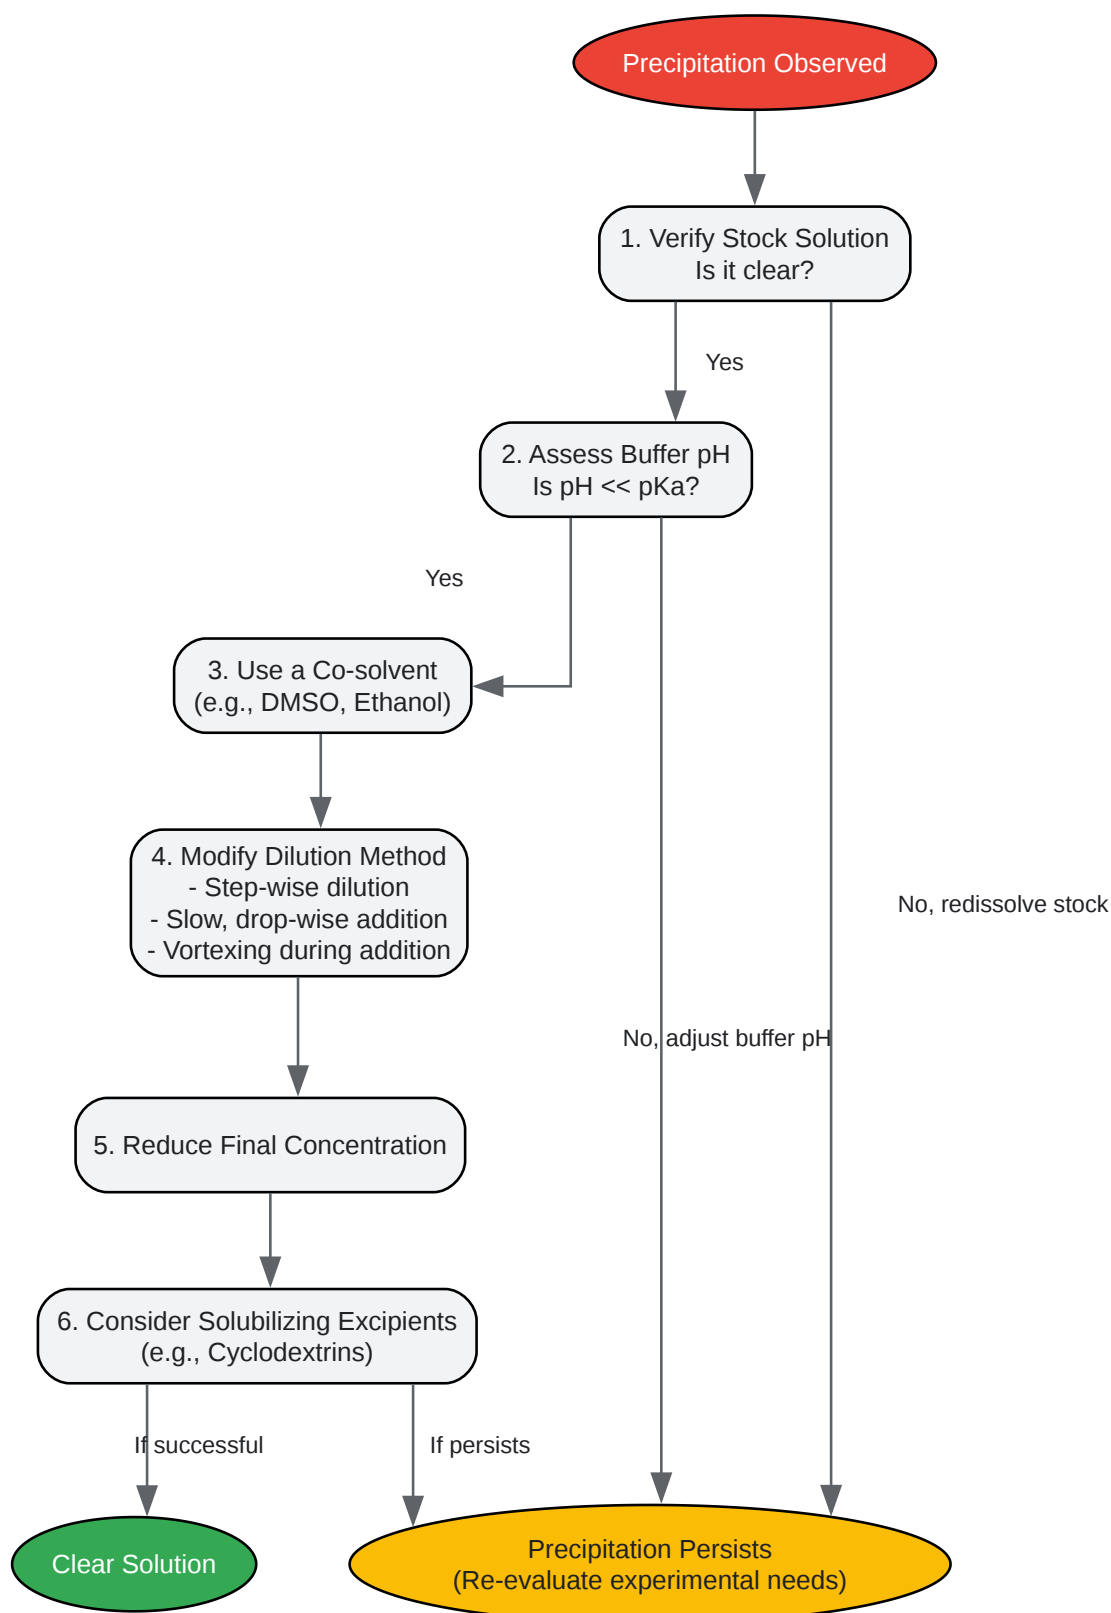 Precipitation Observed
1. Verify Stock Solution
Is it clear?
Yes
2. Assess Buffer pH
Is pH << pKa?
Yes
3. Use a Co-solvent
(e.g., DMSO, Ethanol)
4. Modify Dilution Method
- Step-wise dilution
- Slow, drop-wise addition
- Vortexing during addition
No, redissolve stock
No, adjust buffer pH
5. Reduce Final Concentration
6. Consider Solubilizing Excipients
(e.g., Cyclodextrins)
If successful
If persists
Clear Solution
Precipitation Persists
(Re-evaluate experimental needs)